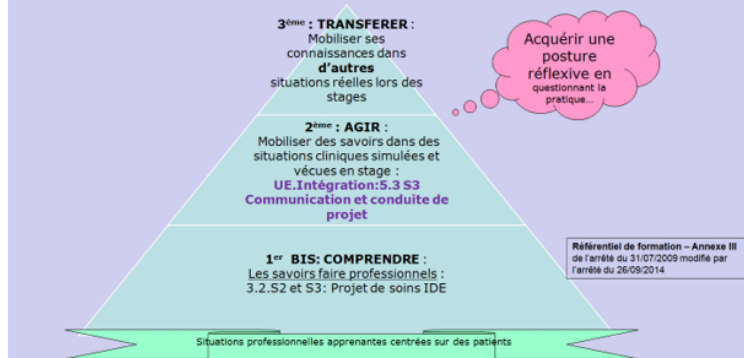 3ème : TRANSFERER :
Mobiliser ses
connaissances dans
d'autres
situations réelles lors des
stages
Acquérir une
posture
réflexive en
questionnant la
pratique...
2ème : AGIR :
Mobiliser des savoirs dans des
situations cliniques simulées et
vécues en stage :
UE.Intégration:5.3 S3
Communication et conduite de
projet
1er BIS: COMPRENDRE :
Les savoirs faire professionnels :
3.2.S2 et S3: Projet de soins IDE
Référentiel de formation – Annexe III
de l'arrêté du 31/07/2009 modifié par
l'arrêté du 26/09/2014
Situations professionnelles apprenantes centrées sur des patients